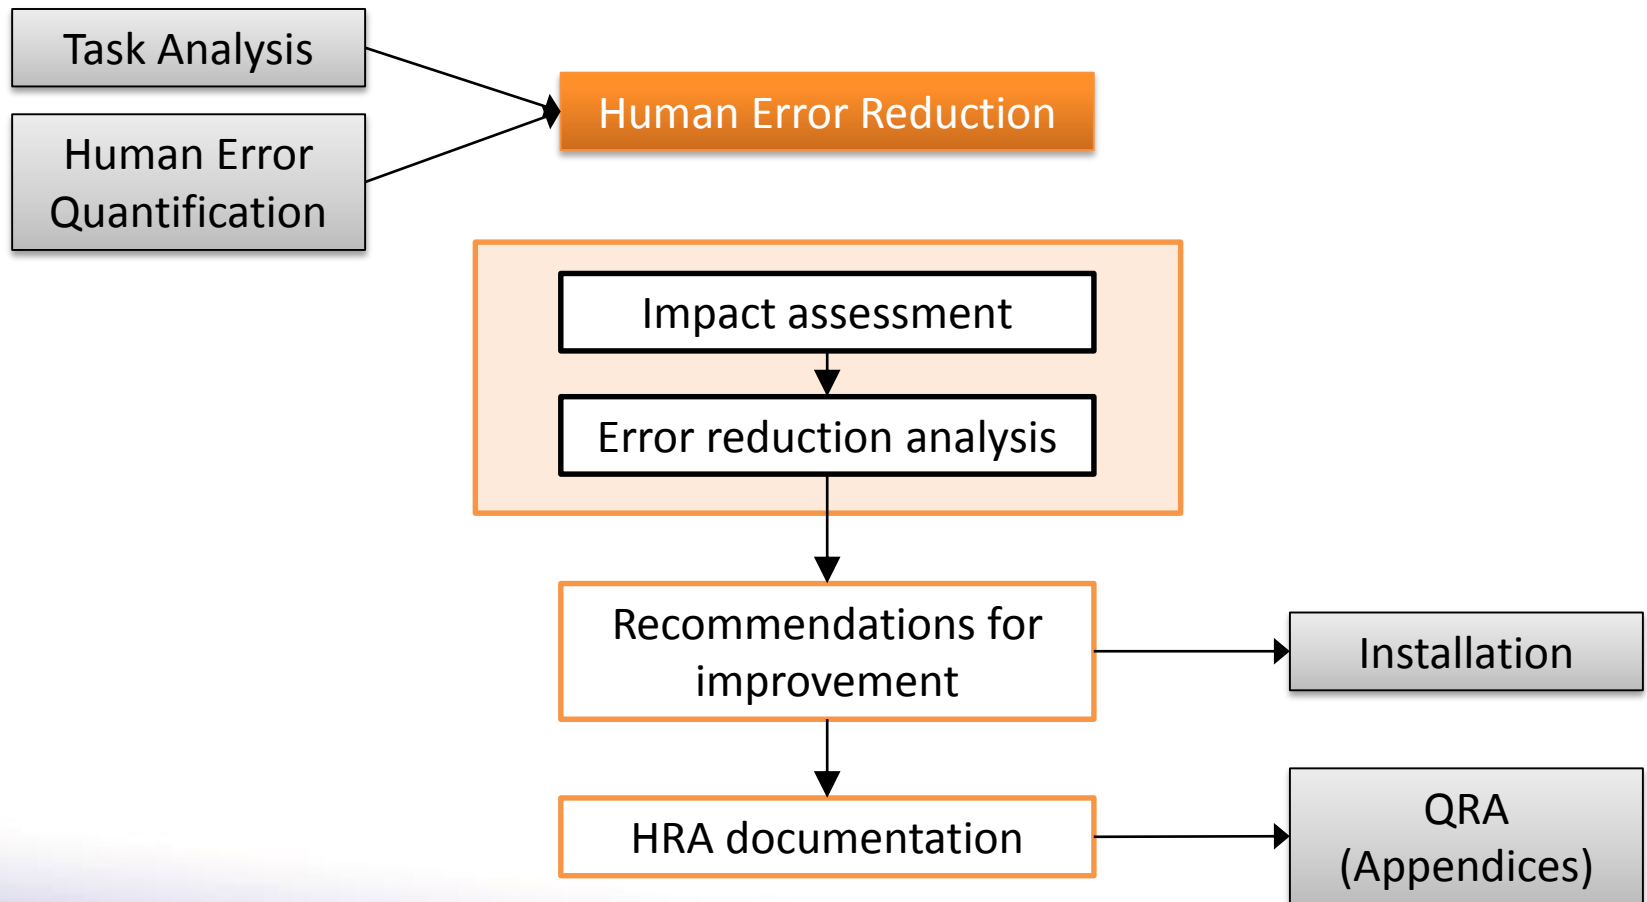 Task Analysis
Human Error Reduction
Human Error
Quantification
Impact assessment
Error reduction analysis
Recommendations for
improvement
Installation
HRA documentation
QRA
(Appendices)